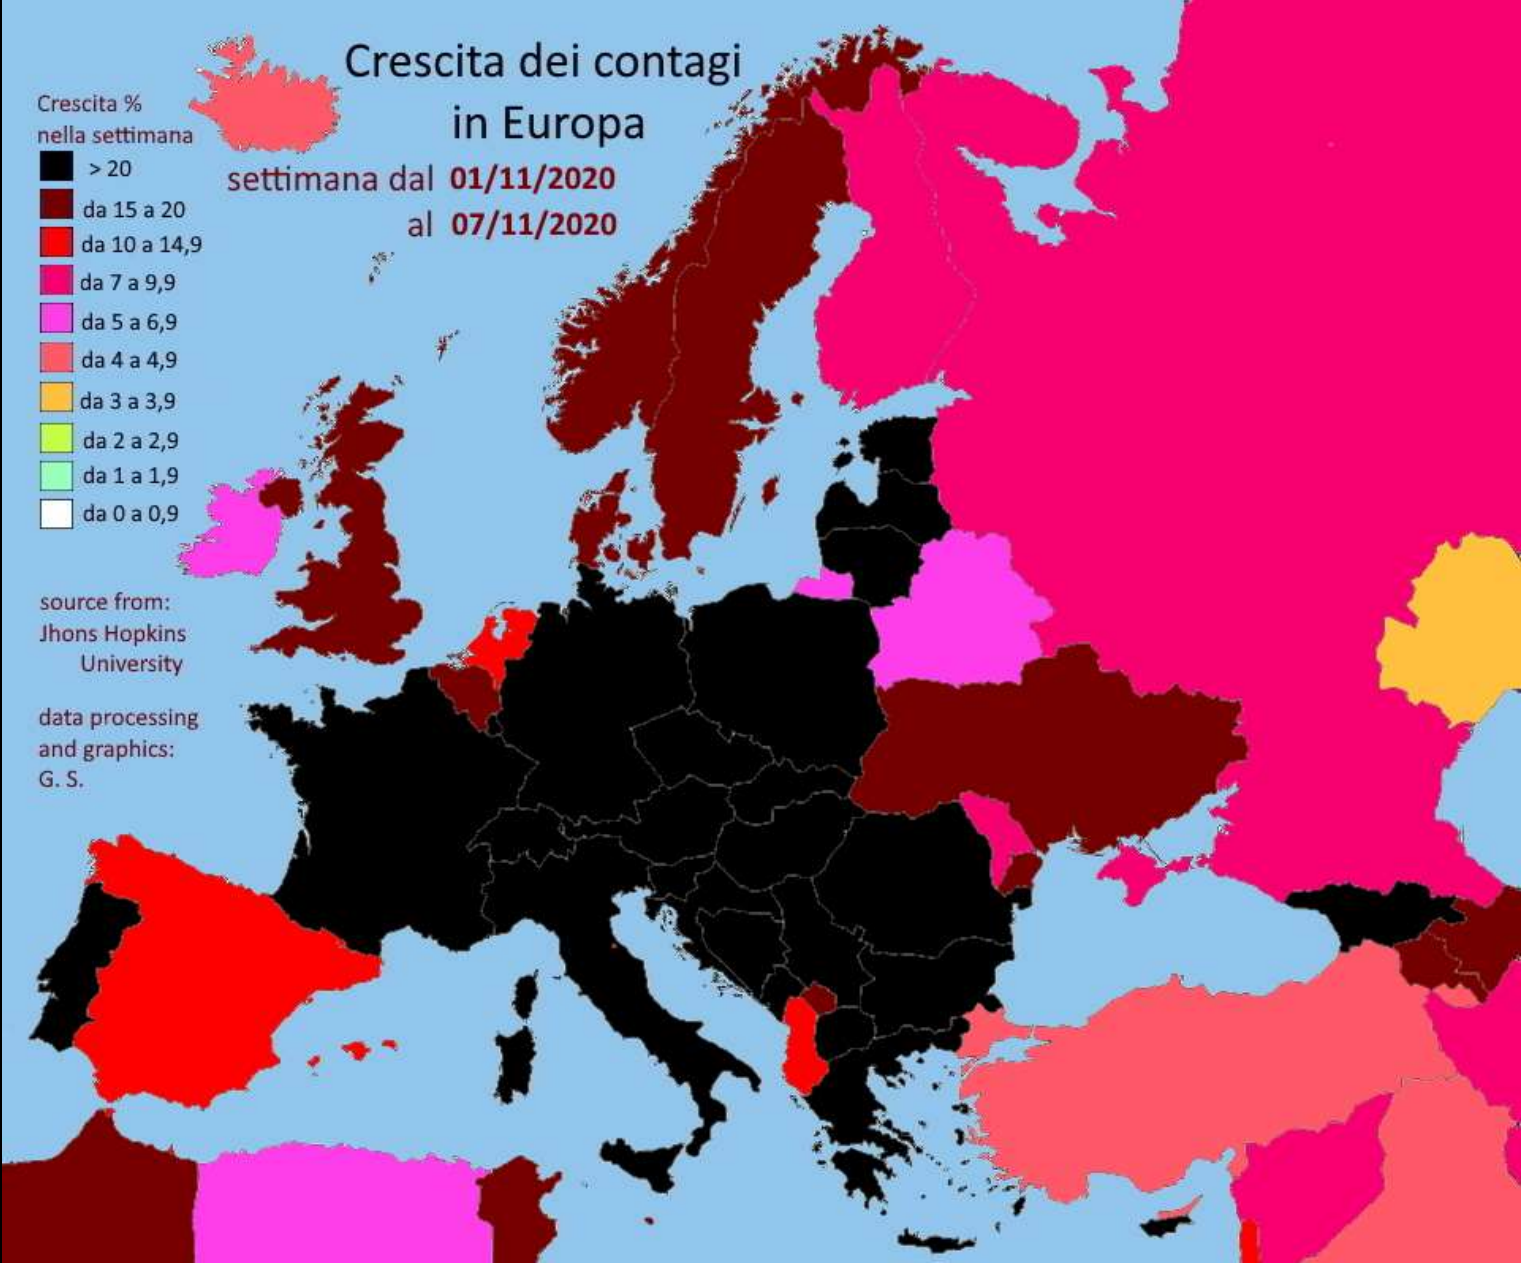 Crescita dei contagi
in Europa
settimana dal 01/11/2020
al 07/11/2020
Crescita %
nella settimana
> 20
da 15 a 20
da 10 a 14,9
da 7 a 9,9
da 5 a 6,9
da 4 a 4,9
da 3 a 3,9
da 2 a 2,9
da 1 a 1,9
da 0 a 0,9
source from:
Jhons Hopkins
University
data processing
and graphics:
G. S.